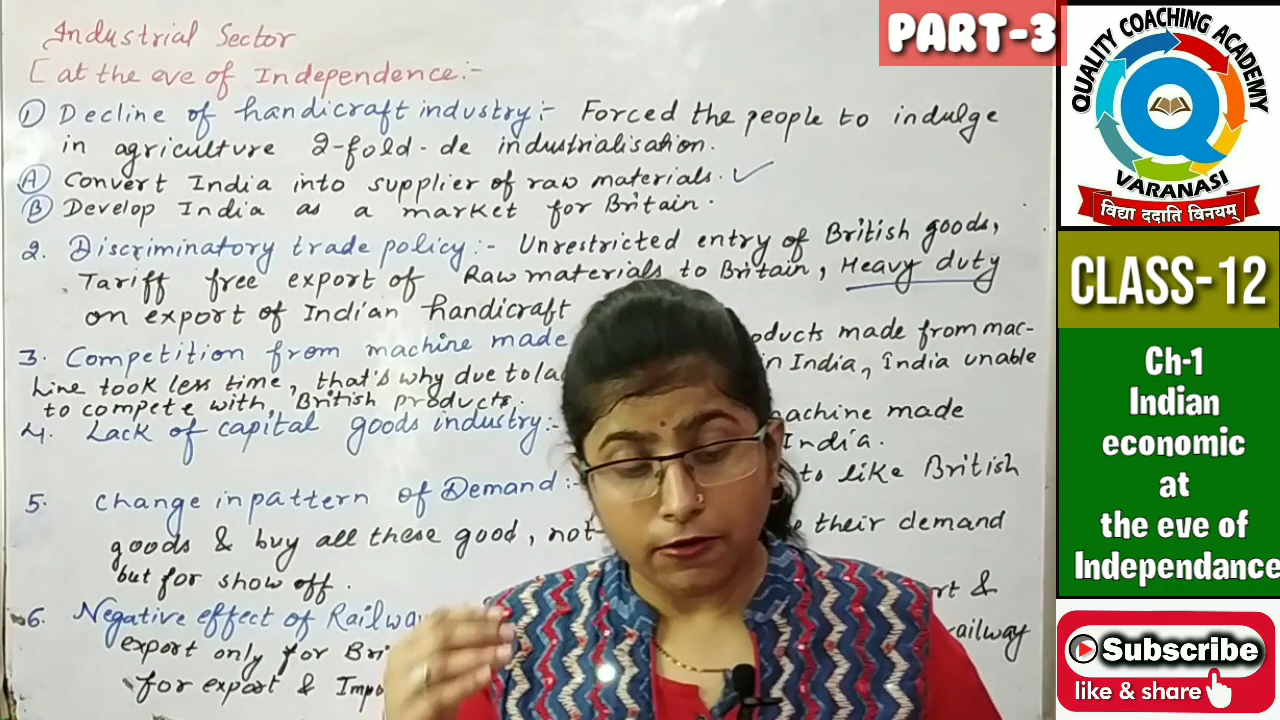 Industrial Sector
[at the eve of Independence:-
① Decline of handicraft industry:- Forced the people to indulge
in agriculture 2-fold-de industrialisation.
Ⓐ Convert India into supplier of raw materials. ✓
Ⓑ Develop India as a market for Britain.
2. Discriminatory trade policy:- Unrestricted entry of British goods,
Tariff free export of Raw materials to Britain, Heavy duty
on export of Indian handicraft
3. Competition from machine made made from mac-
hine took less time, that's why due to in India, India unable
to compete with, British products.
4. Lack of capital goods industry:- machine made
India.
5. Change in pattern of Demand:- to like British
goods & buy all these good, not their demand
but for show off.
6. Negative effect of &
export only for railway
for export &
PART-3
QUALITY COACHING ACADEMY
VARANASI
विद्या ददाति विनयम्
CLASS-12
Ch-1
Indian
economic
at
the eve of
Independance
Subscribe
like & share